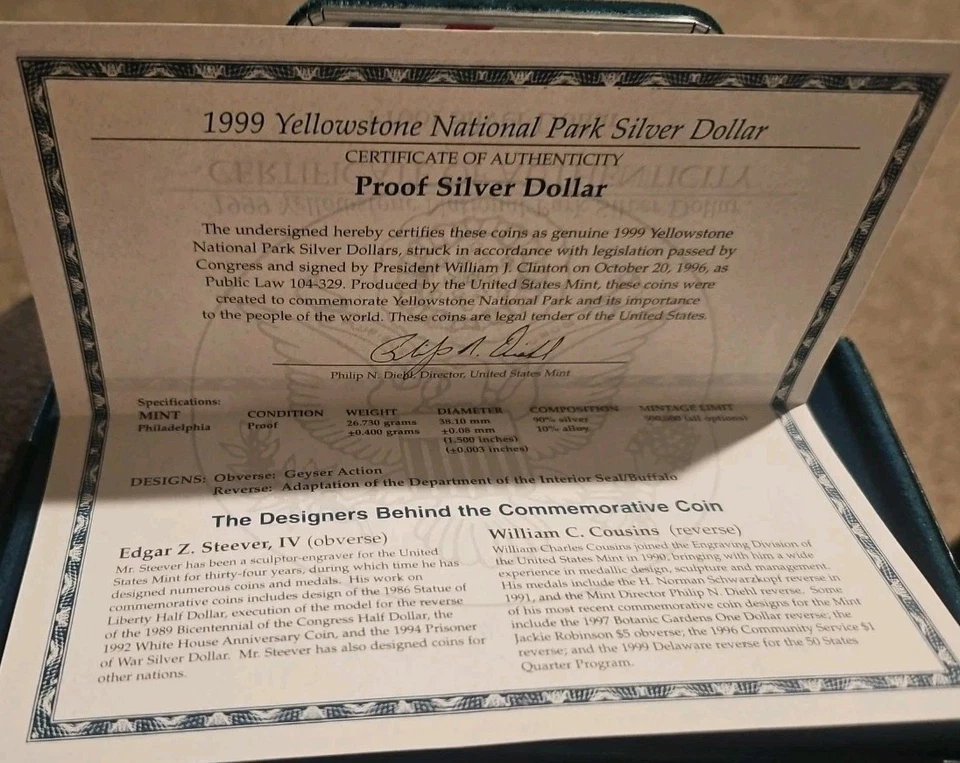 1999 Yellowstone National Park Silver Dollar
CERTIFICATE OF AUTHENTICITY
Proof Silver Dollar
The undersigned hereby certifies these coins as genuine 1999 Yellowstone
National Park Silver Dollars, struck in accordance with legislation passed by
Congress and signed by President William J. Clinton on October 20, 1996, as
Public Law 104-329. Produced by the United States Mint, these coins were
created to commemorate Yellowstone National Park and its importance
to the people of the world. These coins are legal tender of the United States.
Philip N. Diehl
Philip N. Diehl, Director, United States Mint
Specifications:
MINT CONDITION WEIGHT DIAMETER COMPOSITION MINTAGE LIMIT
Philadelphia Proof 26.730 grams 38.10 mm 90% silver (all options)
±0.400 grams ±0.08 mm 10% alloy
(1.500 inches)
(±0.003 inches)
DESIGNS: Obverse: Geyser Action
Reverse: Adaptation of the Department of the Interior Seal/Buffalo
The Designers Behind the Commemorative Coin
Edgar Z. Steever, IV (obverse)
Mr. Steever has been a sculptor-engraver for the United
States Mint for thirty-four years, during which time he has
designed numerous coins and medals. His work on
commemorative coins includes design of the 1986 Statue of
Liberty Half Dollar, execution of the model for the reverse
of the 1989 Bicentennial of the Congress Half Dollar, the
1992 White House Anniversary Coin, and the 1994 Prisoner
of War Silver Dollar. Mr. Steever has also designed coins for
other nations.
William C. Cousins (reverse)
William Charles Cousins joined the Engraving Division of
the United States Mint in 1990, bringing with him a wide
experience in medallic design, sculpture and management.
His medals include the H. Norman Schwarzkopf reverse in
1991, and the Mint Director Philip N. Diehl reverse. Some
of his most recent commemorative coin designs for the Mint
include the 1997 Botanic Gardens One Dollar reverse; the
Jackie Robinson $5 obverse; the 1996 Community Service $1
reverse; and the 1999 Delaware reverse for the 50 States
Quarter Program.